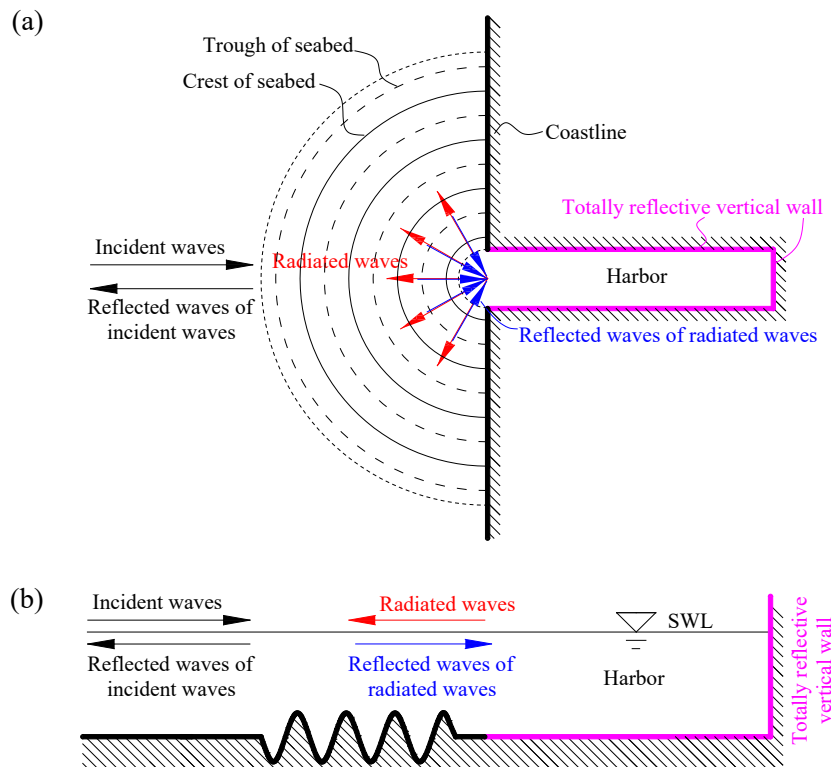 (a)
Trough of seabed
Crest of seabed
Coastline
Totally reflective vertical wall
Incident waves
Radiated waves
Harbor
Reflected waves of
incident waves
Reflected waves of radiated waves
(b)
Incident waves
Radiated waves
SWL
Reflected waves of
incident waves
Reflected waves of
radiated waves
Harbor
Totally reflective
vertical wall